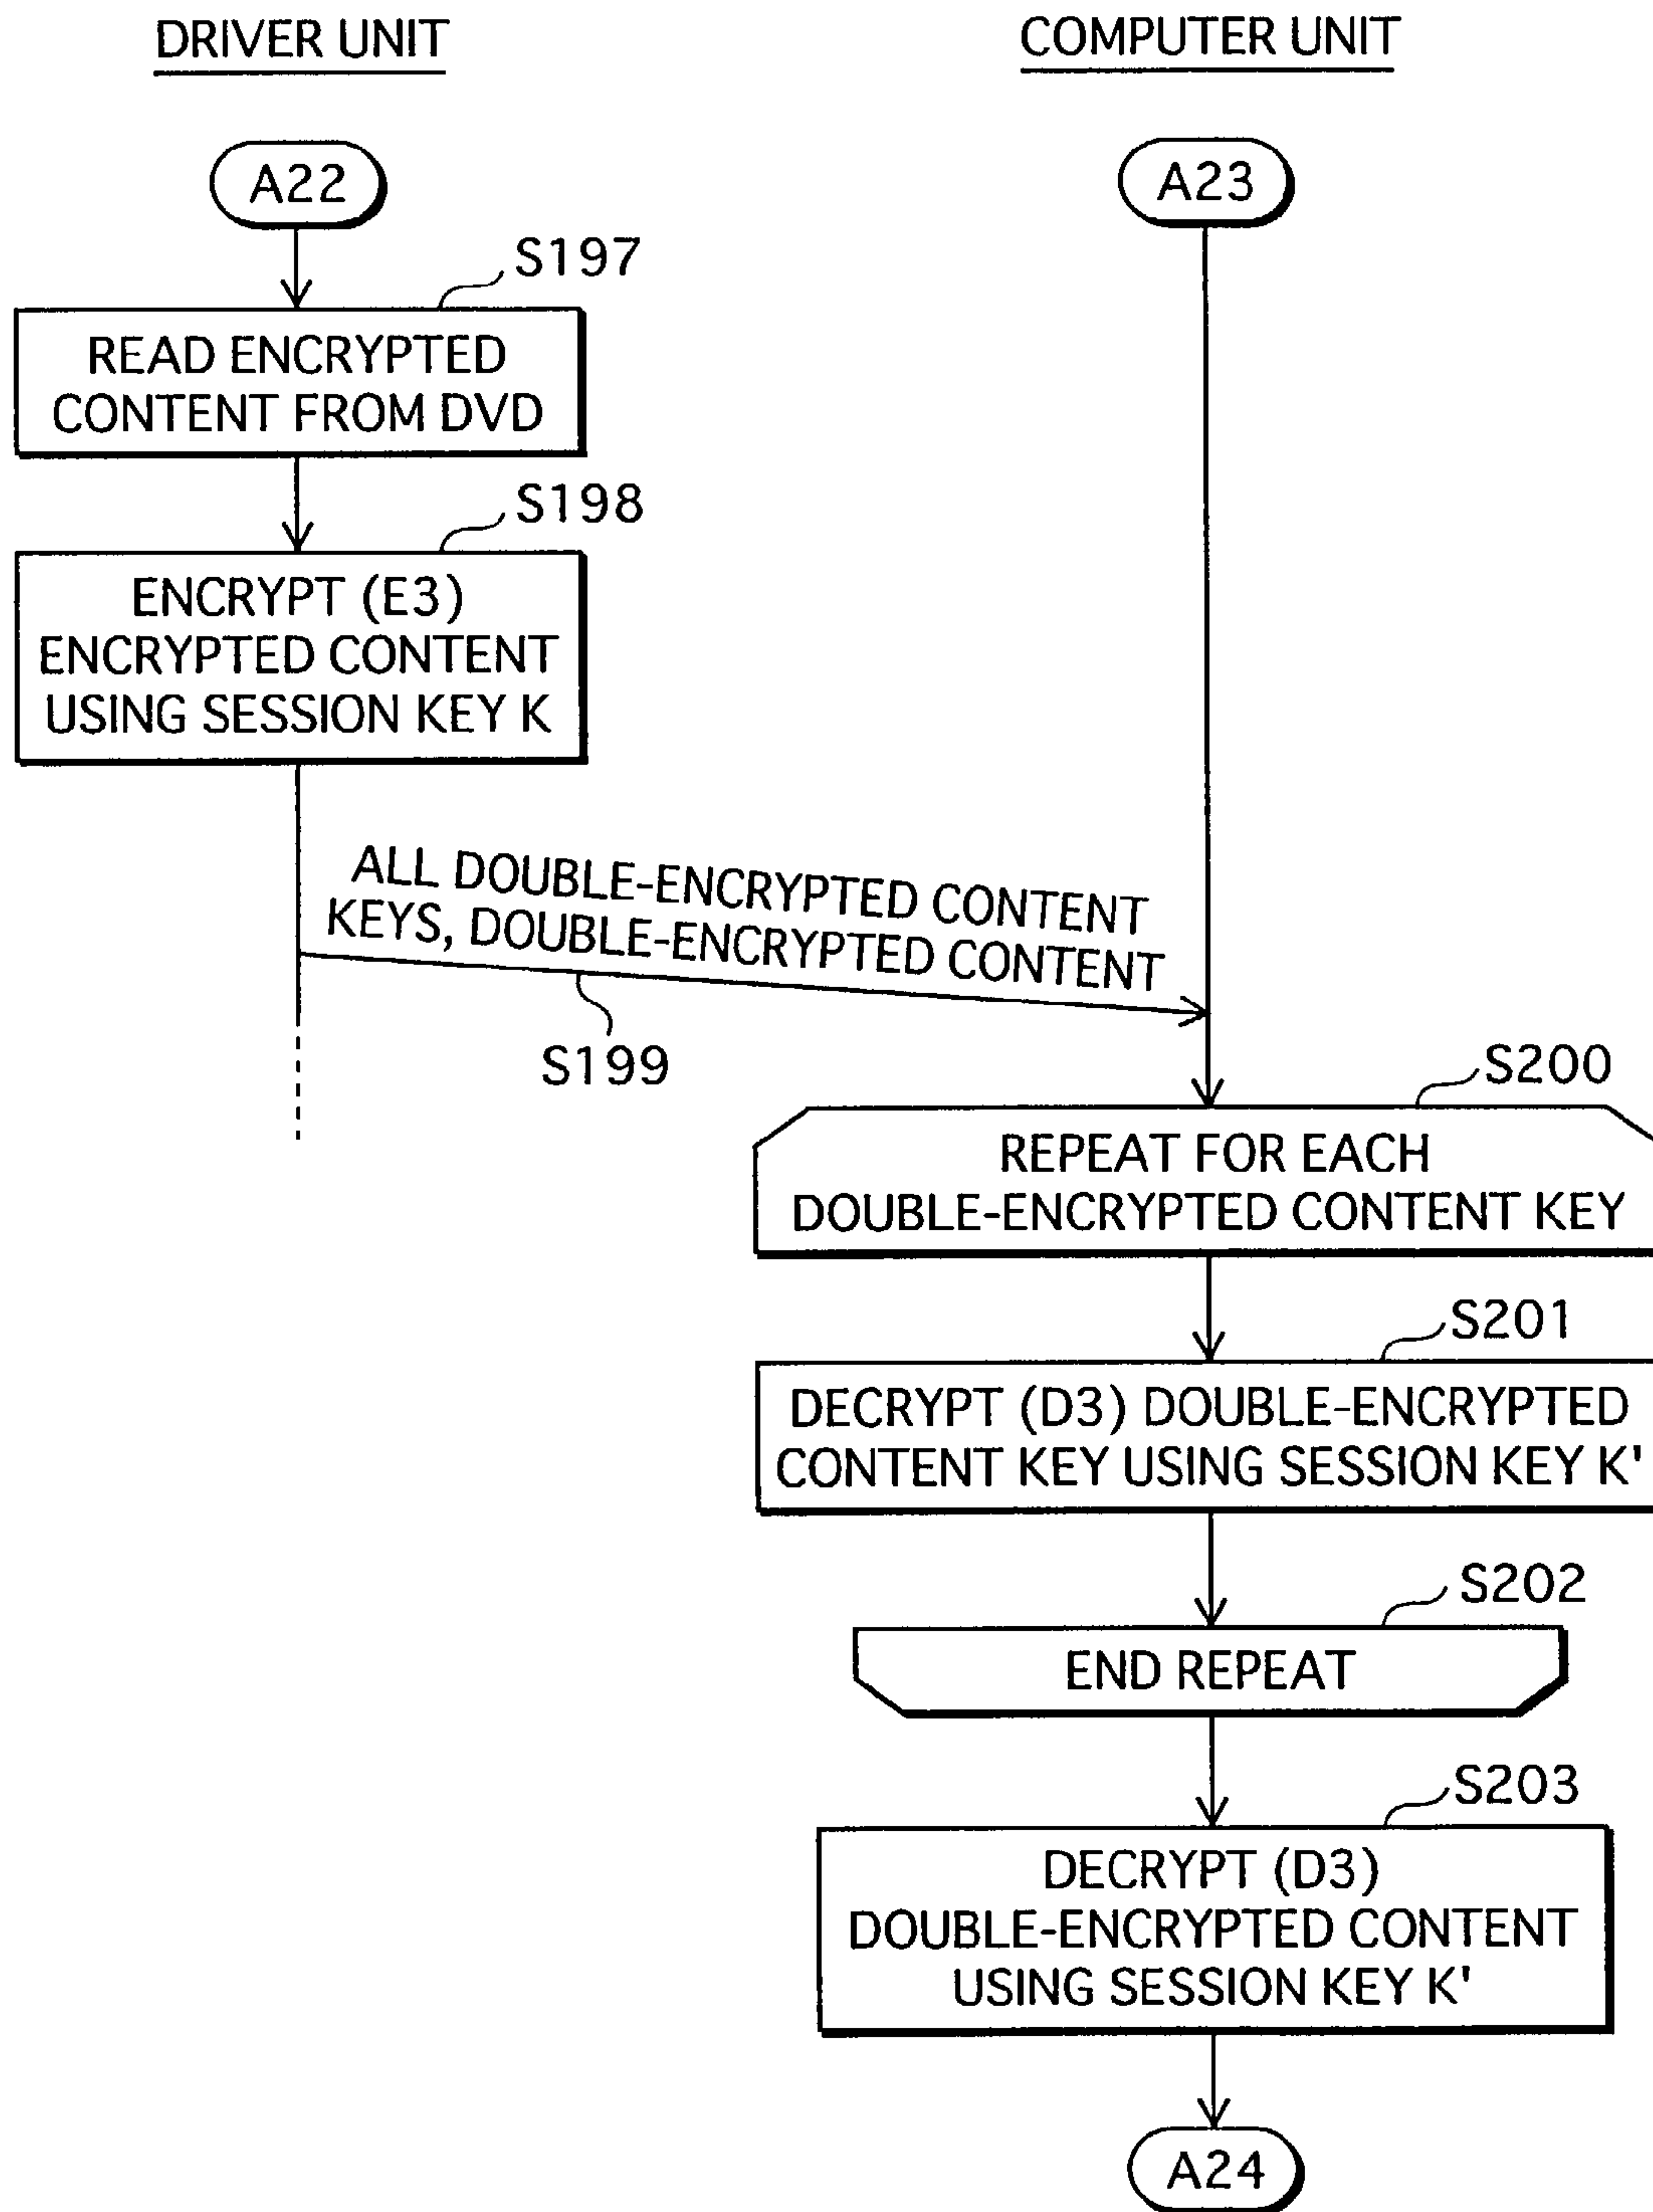 DRIVER UNIT
COMPUTER UNIT
A22
A23
S197
READ ENCRYPTED
CONTENT FROM DVD
S198
ENCRYPT (E3)
ENCRYPTED CONTENT
USING SESSION KEY K
ALL DOUBLE-ENCRYPTED CONTENT
KEYS, DOUBLE-ENCRYPTED CONTENT
S199
S200
REPEAT FOR EACH
DOUBLE-ENCRYPTED CONTENT KEY
S201
DECRYPT (D3) DOUBLE-ENCRYPTED
CONTENT KEY USING SESSION KEY K'
S202
END REPEAT
S203
DECRYPT (D3)
DOUBLE-ENCRYPTED CONTENT
USING SESSION KEY K'
A24